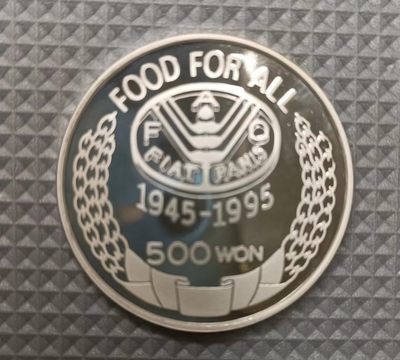 FOOD FOR ALL
F A O
FIAT PANIS
1945-1995
500 WON